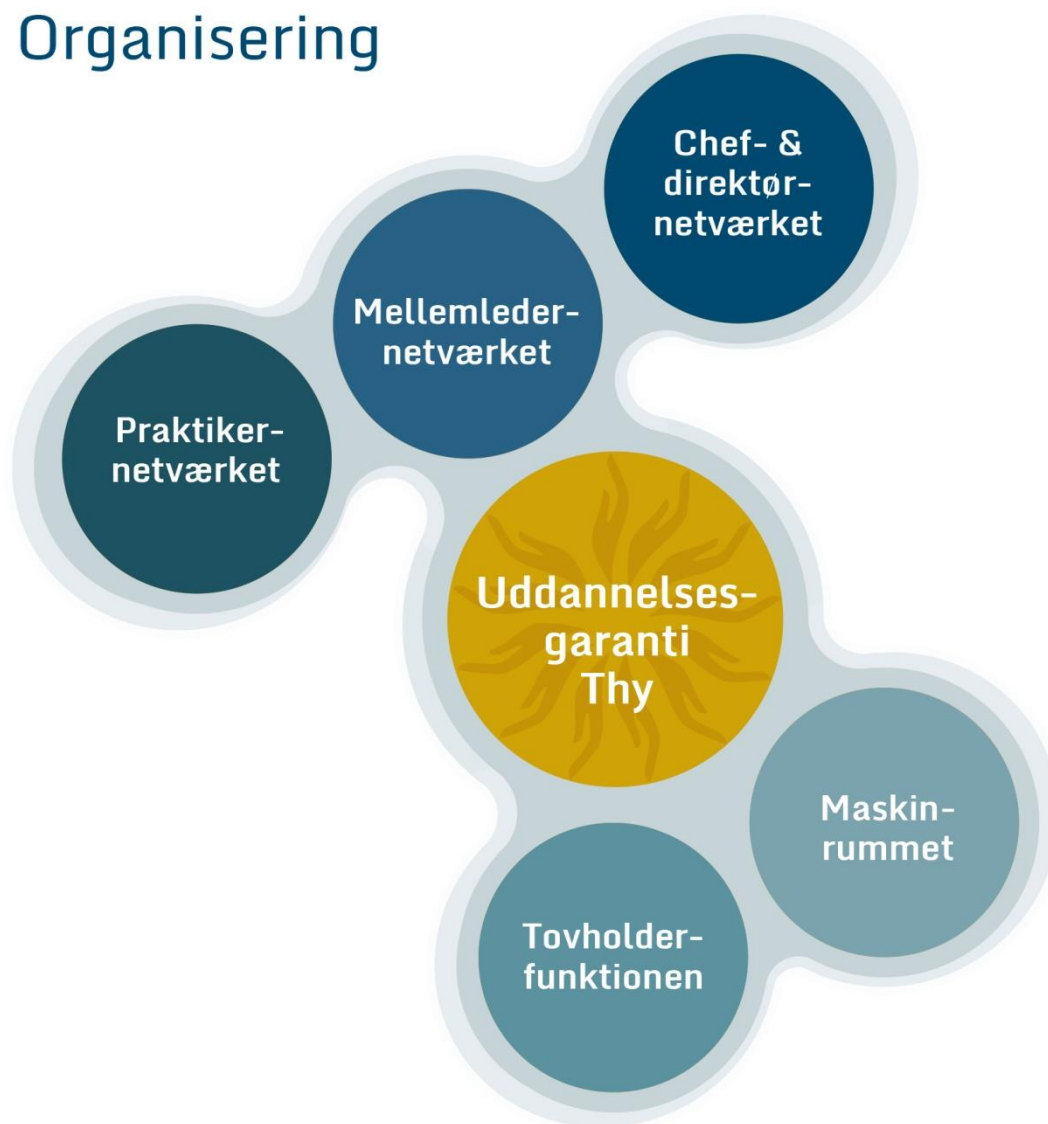 Organisering
Chef- &
direktør-
netværket
Mellemleder-
netværket
Praktiker-
netværket
Uddannelses-
garanti
Thy
Maskin-
rummet
Tovholder-
funktionen